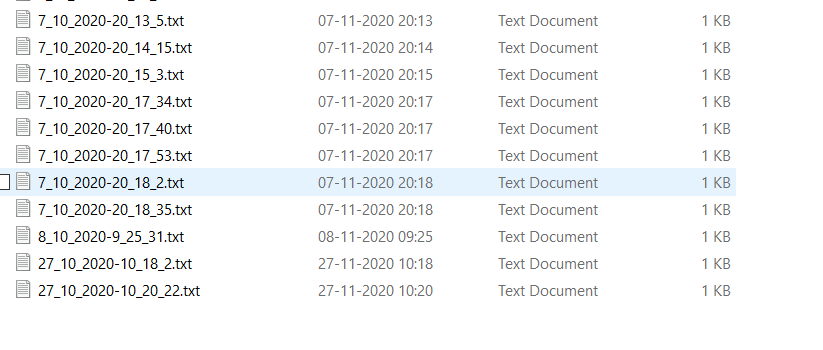 7_10_2020-20_13_5.txt 07-11-2020 20:13 Text Document 1 KB
7_10_2020-20_14_15.txt 07-11-2020 20:14 Text Document 1 KB
7_10_2020-20_15_3.txt 07-11-2020 20:15 Text Document 1 KB
7_10_2020-20_17_34.txt 07-11-2020 20:17 Text Document 1 KB
7_10_2020-20_17_40.txt 07-11-2020 20:17 Text Document 1 KB
7_10_2020-20_17_53.txt 07-11-2020 20:17 Text Document 1 KB
7_10_2020-20_18_2.txt 07-11-2020 20:18 Text Document 1 KB
7_10_2020-20_18_35.txt 07-11-2020 20:18 Text Document 1 KB
8_10_2020-9_25_31.txt 08-11-2020 09:25 Text Document 1 KB
27_10_2020-10_18_2.txt 27-11-2020 10:18 Text Document 1 KB
27_10_2020-10_20_22.txt 27-11-2020 10:20 Text Document 1 KB